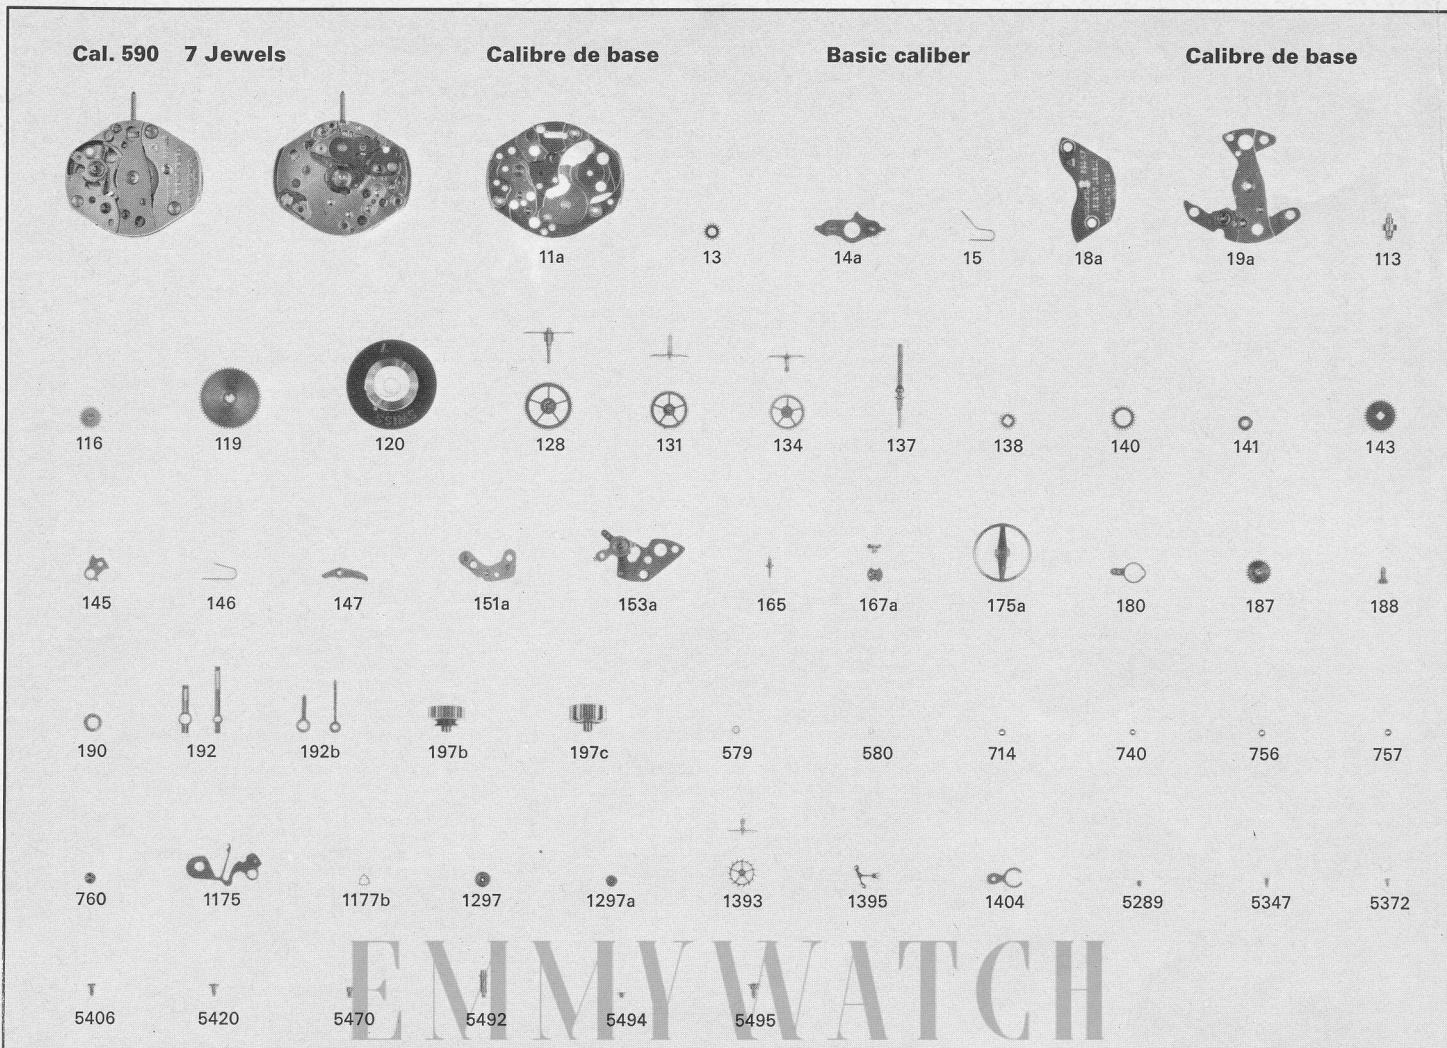 Cal. 590 7 Jewels Calibre de base Basic caliber Calibre de base
11a 13 14a 15 18a 19a 113
SWISS
116 119 120 128 131 134 137 138 140 141 143
145 146 147 151a 153a 165 167a 175a 180 187 188
190 192 192b 197b 197c 579 580 714 740 756 757
760 1175 1177b 1297 1297a 1393 1395 1404 5289 5347 5372
5406 5420 5470 5492 5494 5495
EMMYWATCH